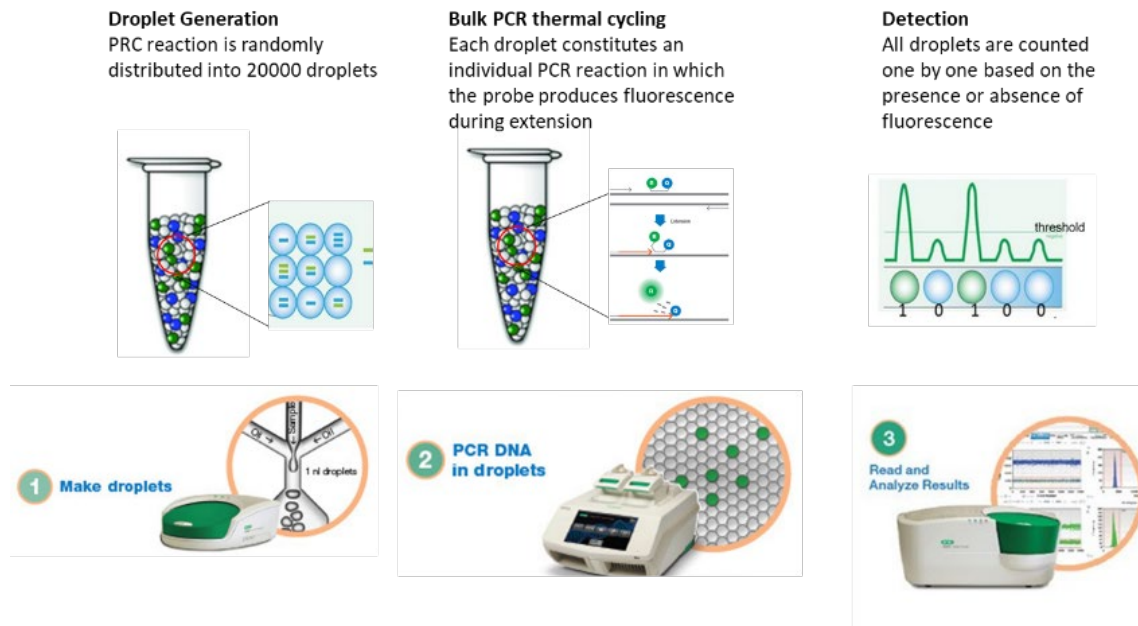 Droplet Generation
PRC reaction is randomly
distributed into 20000 droplets
Bulk PCR thermal cycling
Each droplet constitutes an
individual PCR reaction in which
the probe produces fluorescence
during extension
Detection
All droplets are counted
one by one based on the
presence or absence of
fluorescence
R Q
R
Q
R
Q
threshold
1 0 1 0 0
1 Make droplets
Oil
Sample
Oil
1 nl droplets
2 PCR DNA
in droplets
3
Read and
Analyze Results